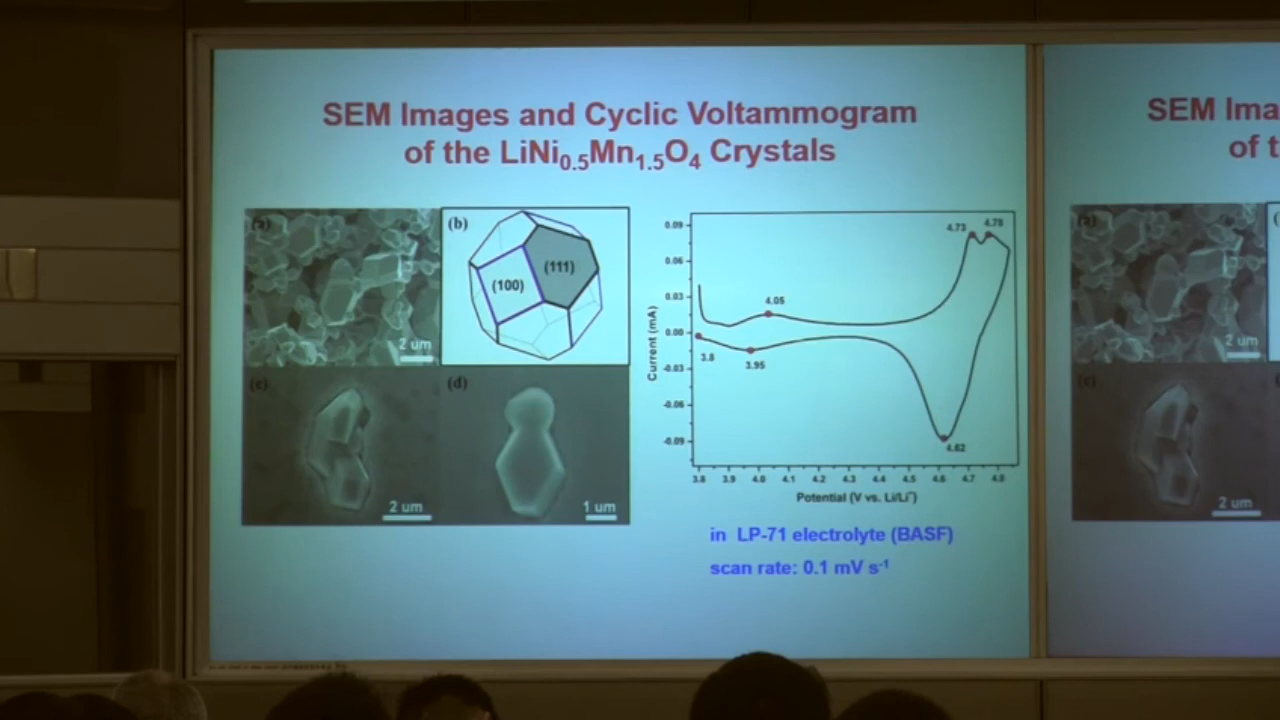 SEM Images and Cyclic Voltammogram
of the LiNi0.5Mn1.5O4 Crystals
(a)
2 um
(b)
(100)
(111)
(c)
2 um
(d)
1 um
0.09
0.06
0.03
0.00
-0.03
-0.06
-0.09
Current (mA)
4.73
4.78
4.05
3.8
3.95
4.62
3.8 3.9 4.0 4.1 4.2 4.3 4.4 4.5 4.6 4.7 4.8
Potential (V vs. Li/Li+)
in LP-71 electrolyte (BASF)
scan rate: 0.1 mV s-1
SEM Ima
of t
(a)
2 um
(c)
2 um